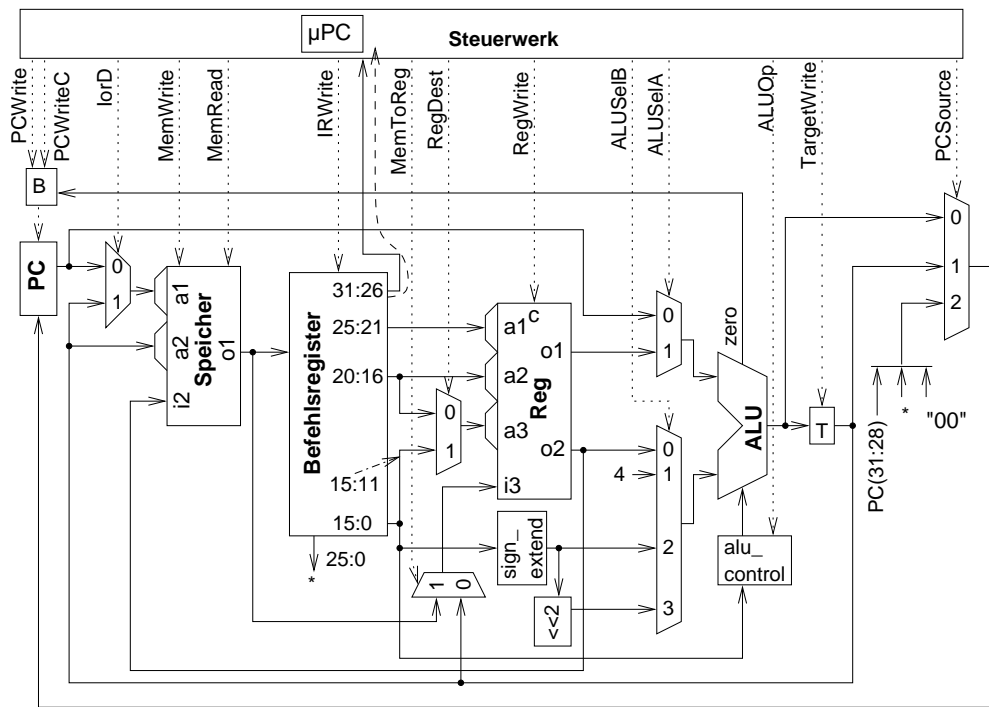 µPC
Steuerwerk
PCWrite
PCWriteC
IorD
MemWrite
MemRead
IRWrite
MemToReg
RegDest
RegWrite
ALUSelB
ALUSelA
ALUOp
TargetWrite
PCSource
B
PC
0
1
a1
a2
i2
Speicher
o1
Befehlsregister
31:26
25:21
20:16
15:11
15:0
25:0
*
0
1
a1
c
a2
a3
i3
Reg
o1
o2
1
0
sign_
extend
<<2
0
1
4
0
1
2
3
zero
ALU
alu_
control
T
0
1
2
PC(31:28)
*
"00"